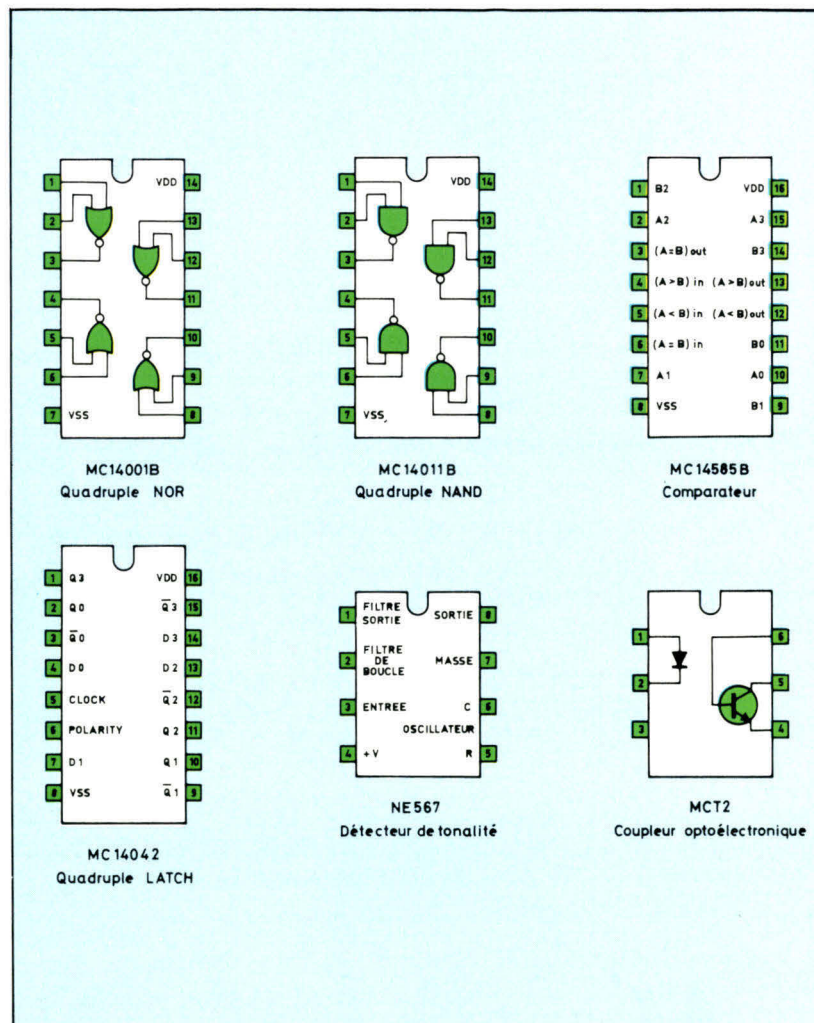 1 VDD 14
2 13
3 12
4 11
5 10
6 9
7 VSS 8
MC14001B
Quadruple NOR
1 VDD 14
2 13
3 12
4 11
5 10
6 9
7 VSS 8
MC14011B
Quadruple NAND
1 B2 VDD 16
2 A2 A3 15
3 (A=B) out B3 14
4 (A>B) in (A>B) out 13
5 (A<B) in (A<B) out 12
6 (A=B) in B0 11
7 A1 A0 10
8 VSS B1 9
MC14585B
Comparateur
1 Q3 VDD 16
2 Q0 Q̅3 15
3 Q̅0 D3 14
4 D0 D2 13
5 CLOCK Q̅2 12
6 POLARITY Q2 11
7 D1 Q1 10
8 VSS Q̅1 9
MC14042
Quadruple LATCH
1 FILTRE SORTIE 8
SORTIE
FILTRE
2 DE MASSE 7
BOUCLE
3 ENTREE C 6
OSCILLATEUR
4 +V R 5
NE567
Détecteur de tonalité
1 6
2 5
3 4
MCT2
Coupleur optoélectronique